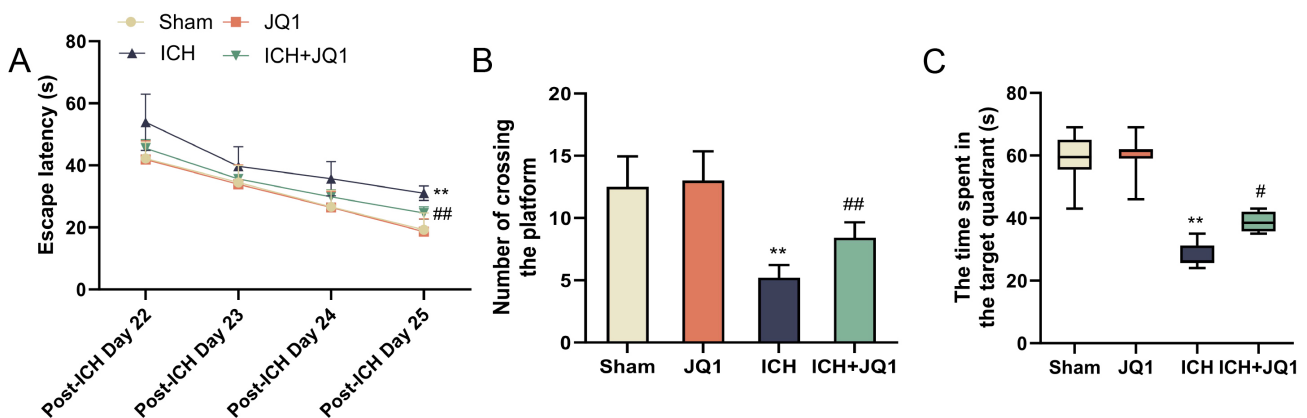 A
Sham
JQ1
ICH
ICH+JQ1
Escape latency (s)
80
60
40
20
0
**
##
Post-ICH Day 22
Post-ICH Day 23
Post-ICH Day 24
Post-ICH Day 25
B
Number of crossing
the platform
20
15
10
5
0
**
##
Sham
JQ1
ICH
ICH+JQ1
C
The time spent in
the target quadrant (s)
80
60
40
20
0
**
#
Sham
JQ1
ICH
ICH+JQ1